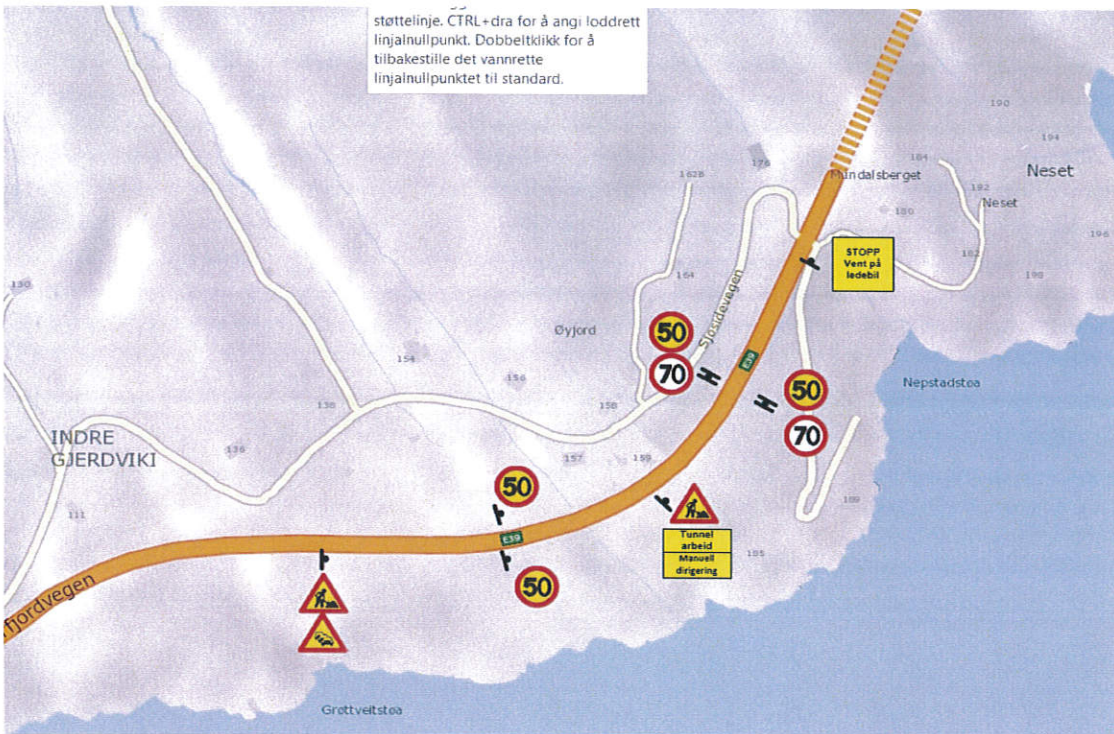 støttelinje. CTRL+dra for å angi loddrett
linjalnullpunkt. Dobbeltklikk for å
tilbakestille det vannrette
linjalnullpunktet til standard.
190
194
176
184
Mundalsberget
Neset
162B
192
Neset
180
196
STOPP
Vent på
ledebil
182
198
164
130
Sjøsidevegen
Øyjord
50
70
E39
154
Nepstadstøa
156
50
70
138
158
INDRE
GJERDVIKI
136
157
159
50
189
111
E39
Tunnel
arbeid
Manuell
dirigering
185
50
fjordvegen
Grøttveitstøa